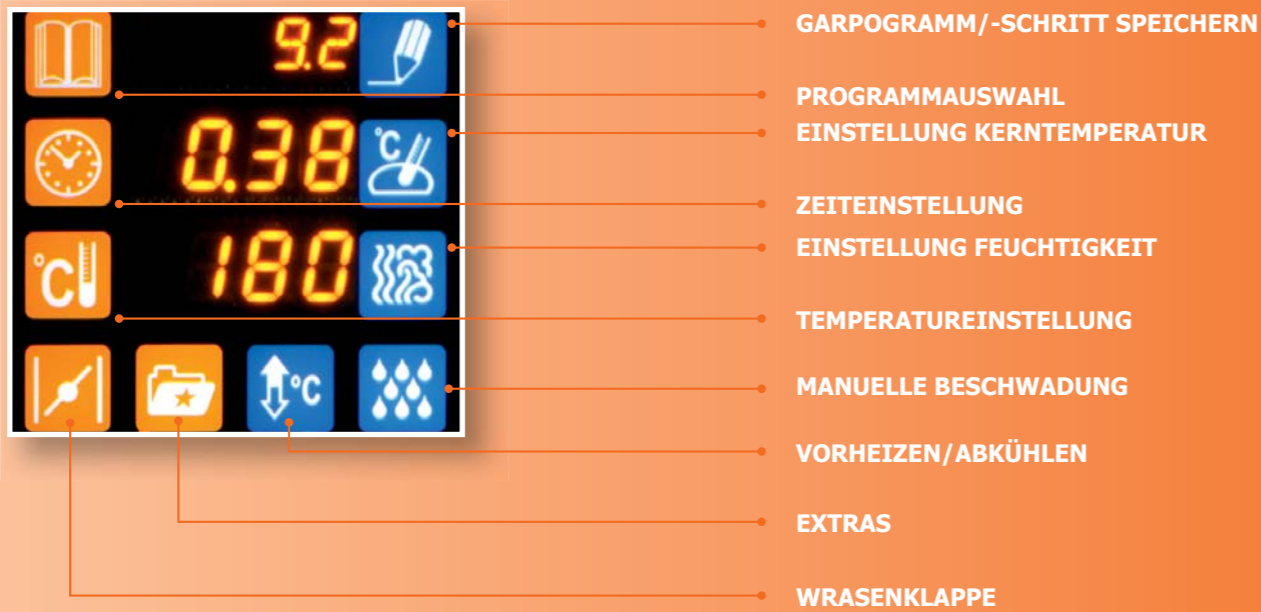 GARPOGRAMM/-SCHRITT SPEICHERN
9.2
PROGRAMMAUSWAHL
°C
EINSTELLUNG KERNTEMPERATUR
0.38
ZEITEINSTELLUNG
EINSTELLUNG FEUCHTIGKEIT
°C
180
TEMPERATUREINSTELLUNG
°C
MANUELLE BESCHWADUNG
VORHEIZEN/ABKÜHLEN
EXTRAS
WRASENKLAPPE